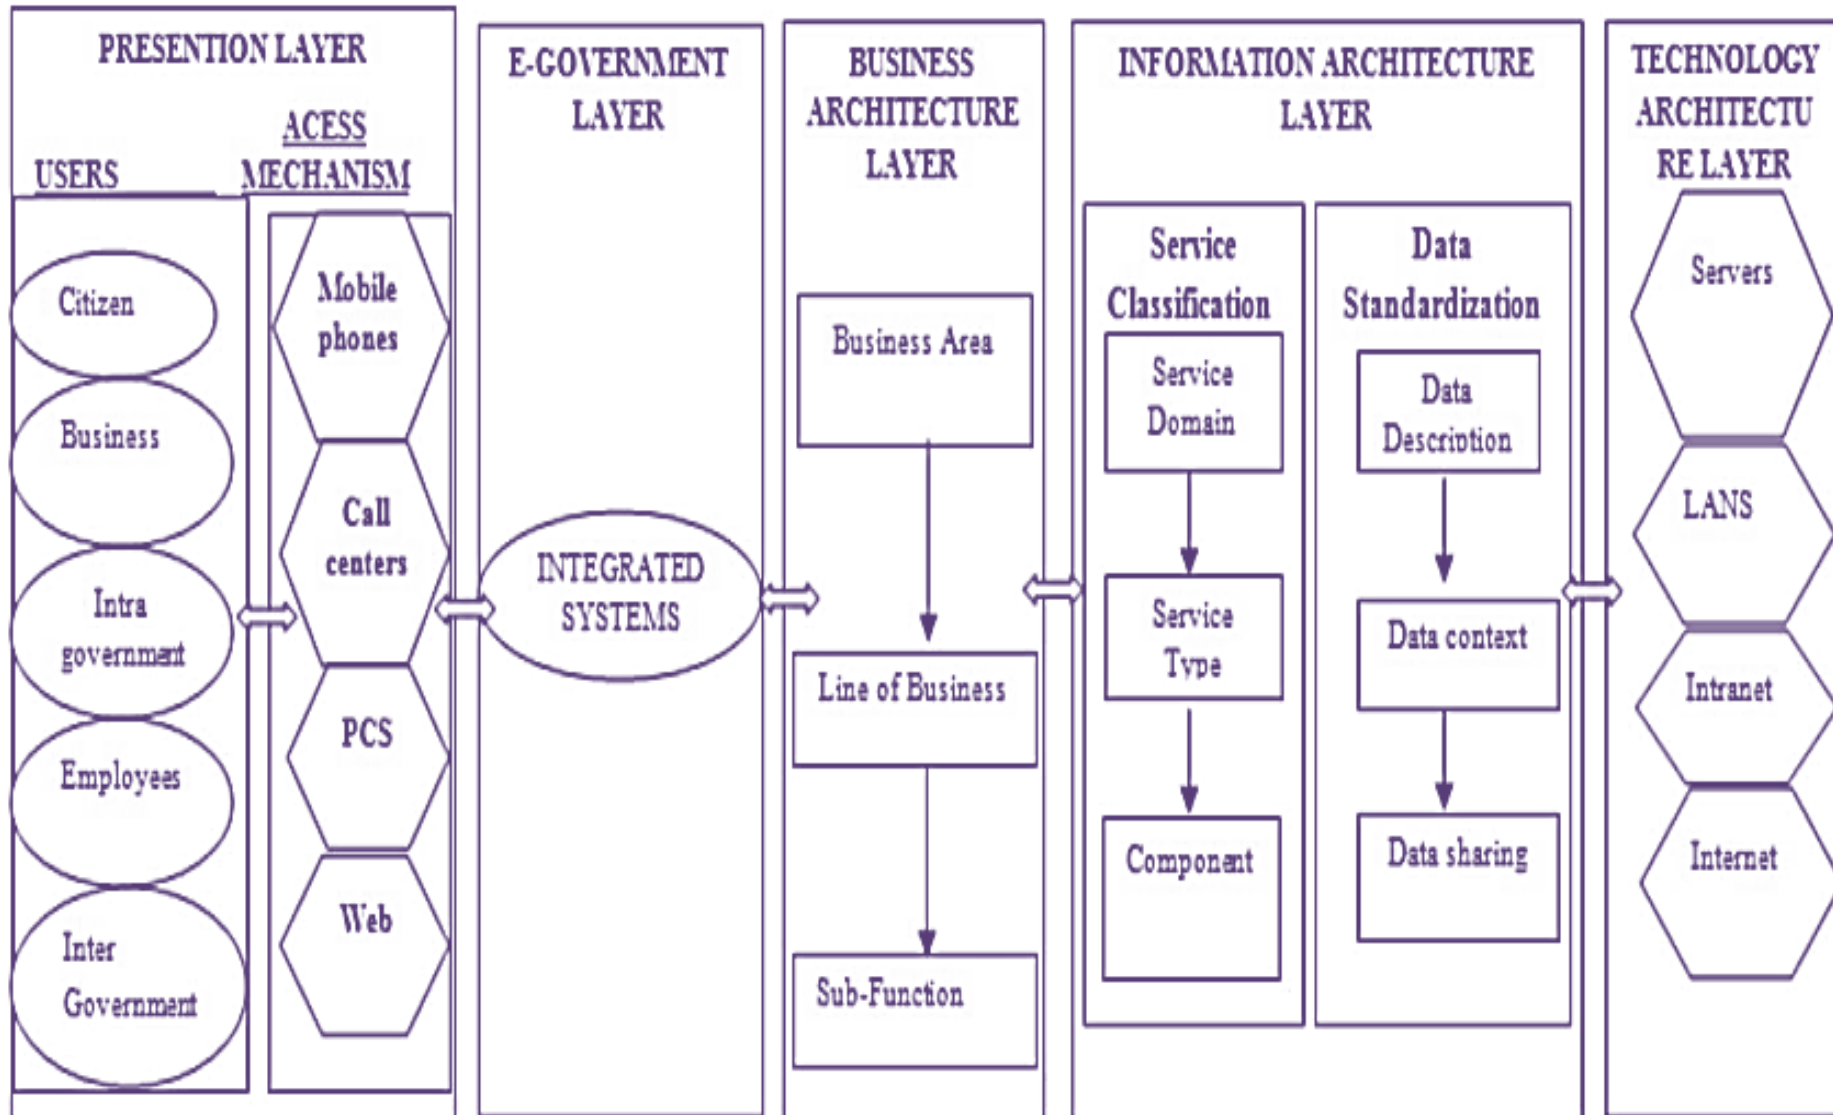 PRESENTION LAYER
USERS
ACESS
MECHANISM
Citizen
Business
Intra
government
Employees
Inter
Government
Mobile
phones
Call
centers
PCS
Web
E-GOVERNMENT
LAYER
INTEGRATED
SYSTEMS
BUSINESS
ARCHITECTURE
LAYER
Business Area
Line of Business
Sub-Function
INFORMATION ARCHITECTURE
LAYER
Service
Classification
Service
Domain
Service
Type
Component
Data
Standardization
Data
Description
Data context
Data sharing
TECHNOLOGY
ARCHITECTU
RE LAYER
Servers
LANS
Intranet
Internet